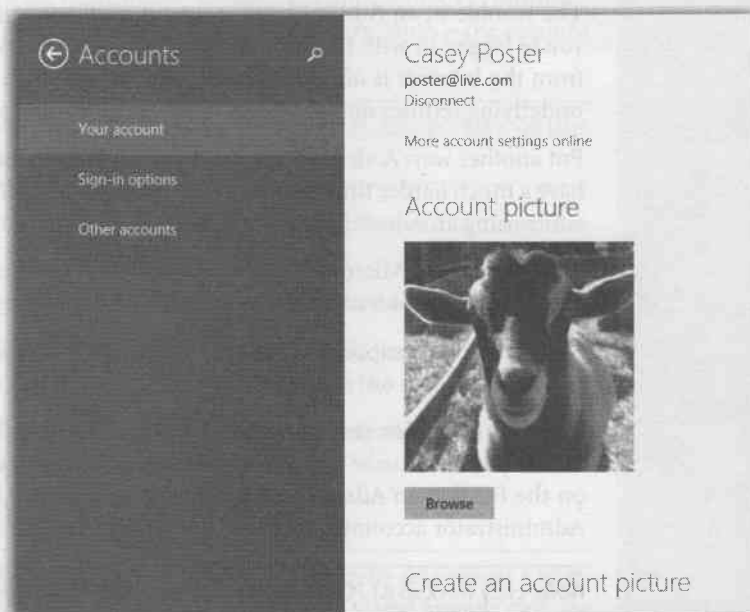 Accounts
Your account
Sign-in options
Other accounts
Casey Poster
poster@live.com
Disconnect
More account settings online
Account picture
Browse
Create an account picture